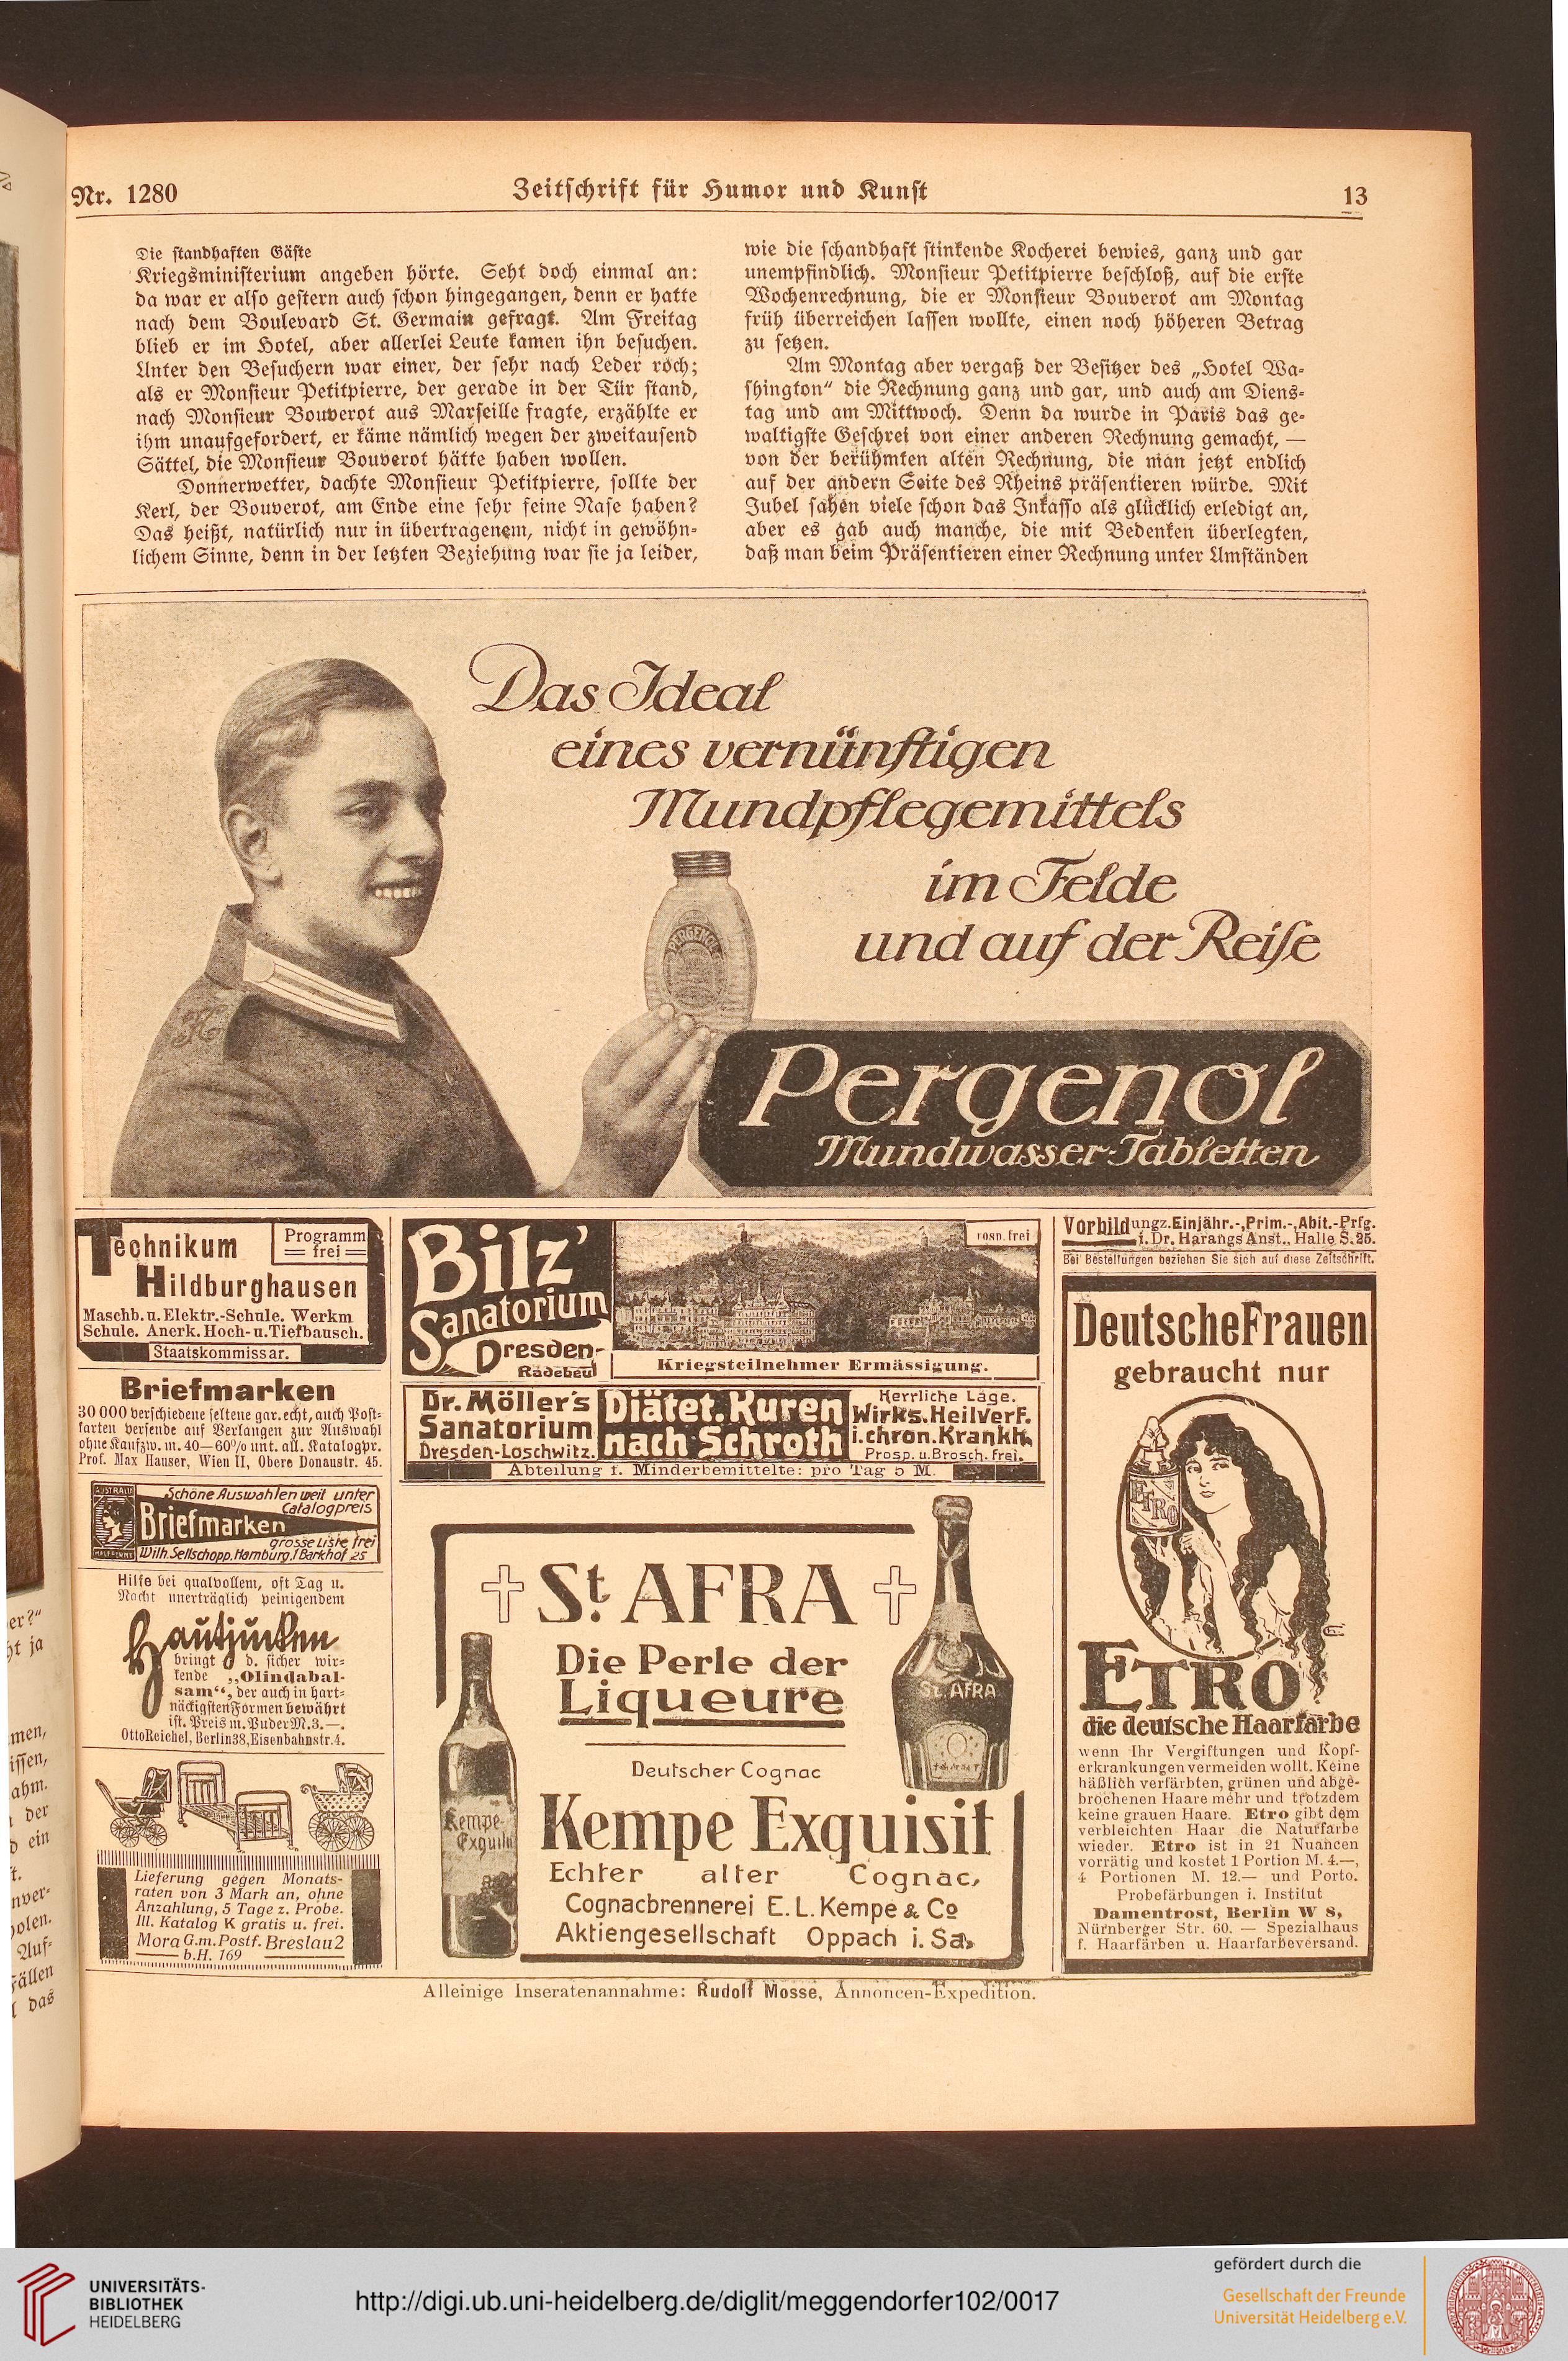 Nr. 1280
Zeitschrift für Humor und Kunst
13
Die standhaften Gäste
Kriegsministerium angeben hörte. Seht doch einmal an:
da war er also gestern auch schon hingegangen, denn er hatte
nach dem Boulevard St. Germain gefragt. Am Freitag
blieb er im Hotel, aber allerlei Leute kamen ihn besuchen.
Unter den Besuchern war einer, der sehr nach Leder roch;
als er Monsieur Petitpierre, der gerade in der Tür stand,
nach Monsieur Bouverot aus Marseille fragte, erzählte er
ihm unaufgefordert, er käme nämlich wegen der zweitausend
Sättel, die Monsieur Bouverot hätte haben wollen.
Donnerwetter, dachte Monsieur Petitpierre, sollte der
Kerl, der Bouverot, am Ende eine sehr feine Nase haben?
Das heißt, natürlich nur in übertragenem, nicht in gewöhn-
lichem Sinne, denn in der letzten Beziehung war sie ja leider,
wie die schandhaft stinkende Kocherei bewies, ganz und gar
unempfindlich. Monsieur Petitpierre beschloß, auf die erste
Wochenrechnung, die er Monsieur Bouverot am Montag
früh überreichen lassen wollte, einen noch höheren Betrag
zu setzen.
Am Montag aber vergaß der Besitzer des „Hotel Wa-
shington“ die Rechnung ganz und gar, und auch am Diens-
tag und am Mittwoch. Denn da wurde in Paris das ge-
waltigste Geschrei von einer anderen Rechnung gemacht, —
von der berühmten alten Rechnung, die man jetzt endlich
auf der andern Seite des Rheins präsentieren würde. Mit
Jubel sahen viele schon das Inkasso als glücklich erledigt an,
aber es gab auch manche, die mit Bedenken überlegten,
daß man beim Präsentieren einer Rechnung unter Umständen
Das Ideal
eines vernünftigen
Mundpflegemittels
im Felde
und auf der Reise
PERGENOL
Pergenol
Mundwasser-Tabletten
Technikum
Programm
frei
Hildburghausen
Maschb.u.Elektr.-Schule. Werkm
Schule. Anerk. Hoch-u.Tiefbausch.
Staatskommissar.
Briefmarken
30 000 verschiedene seltene gar. echt, auch Post-
karten versende auf Verlangen zur Auswahl
ohne Kaufzw. m. 40—60% unt. all. Katalogpr.
Prof. Max Hauser, Wien II, Obere Donaustr. 45.
AUSTRALIA
Schöne Auswahlen weit unter
Catalogpreis
Briefmarken
grosse Liste frei
Wilh. Sellschopp, Hamburg,1 Barkhof 25
Hilfe bei qualvollem, oft Tag u.
Nacht unerträglich peinigendem
Hautjucken
bringt d. sicher wir-
kende „Olindabal-
sam“, der auch in hart-
näckigsten Formen bewährt
ist. Preis m. Puder M.3.—.
Otto Reichel, Berlin 38, Eisenbahnstr. 4.
Lieferung gegen Monats-
raten von 3 Mark an, ohne
Anzahlung, 5 Tage z. Probe.
Ill. Katalog K gratis u. frei.
Mora G.m. Postf. Breslau 2
b.H. 169
Bilz'
Sanatorium
Dresden-
Radebeul
rosp. frei
Kriegsteilnehmer Ermässigung.
Dr. Möller's
Sanatorium
Dresden-Loschwitz.
Diätet. Kuren
nach Schroth
Herrliche Lage.
Wirks. Heilverf.
i. chron. Krankh.
Prosp. u. Brosch. frei.
Abteilung f. Minderbemittelte: pro Tag 5 M.
St. AFRA
Die Perle der
Liqueure
St. AFRA
Deutscher Cognac
Kempe Exquisit
Kempe-
Exquisit
Echter alter Cognac,
Cognacbrennerei E. L. Kempe & Co
Aktiengesellschaft Oppach i. Sa.
Vorbildungz. Einjähr.-, Prim.-, Abit.-Prfg.
i. Dr. Harangs Anst., Halle S. 25.
Bei Bestellungen beziehen Sie sich auf diese Zeitschrift.
Deutsche Frauen
gebraucht nur
ETRO
ETRO
die deutsche Haarfarbe
wenn Ihr Vergiftungen und Kopf-
erkrankungen vermeiden wollt. Keine
häßlich verfärbten, grünen und abge-
brochenen Haare mehr und trotzdem
keine grauen Haare. Etro gibt dem
verbleichten Haar die Naturfarbe
wieder. Etro ist in 21 Nuancen
vorrätig und kostet 1 Portion M. 4.—,
4 Portionen M. 12.— und Porto.
Probefärbungen i. Institut
Damentrost, Berlin W 8,
Nürnberger Str. 60. — Spezialhaus
f. Haarfärben u. Haarfarbeversand.
Alleinige Inseratenannahme: Rudolf Mosse, Annoncen-Expedition.
UNIVERSITÄTS-
BIBLIOTHEK
HEIDELBERG
http://digi.ub.uni-heidelberg.de/diglit/meggendorfer102/0017
gefördert durch die
Gesellschaft der Freunde
Universität Heidelberg e.V.